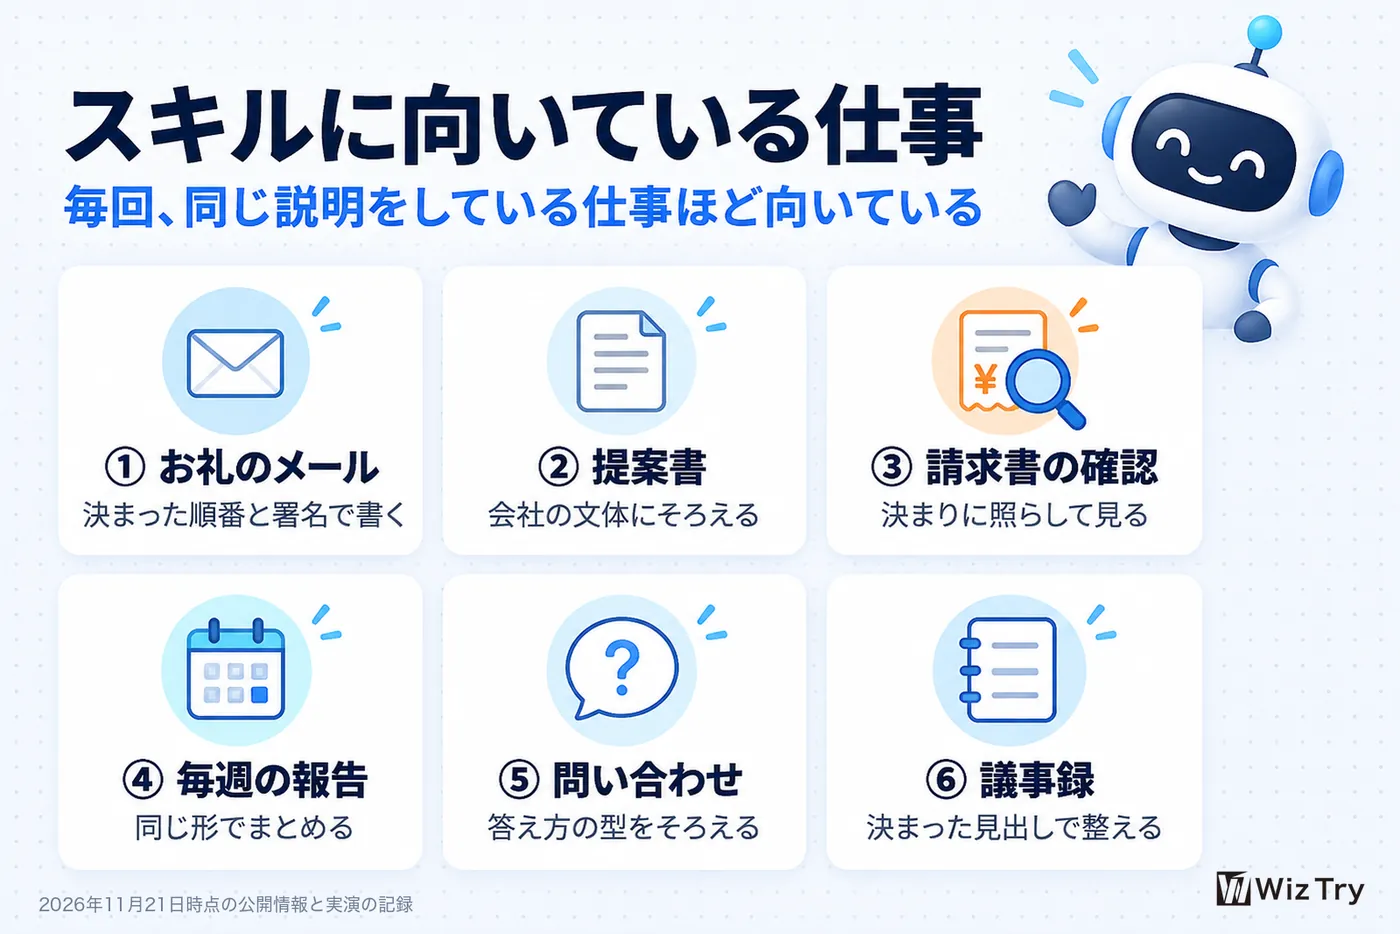 スキルに向いている仕事
毎回、同じ説明をしている仕事ほど向いている
① お礼のメール
決まった順番と署名で書く
② 提案書
会社の文体にそろえる
¥
③ 請求書の確認
決まりに照らして見る
④ 毎週の報告
同じ形でまとめる
?
⑤ 問い合わせ
答え方の型をそろえる
⑥ 議事録
決まった見出しで整える
2026年11月21日時点の公開情報と実演の記録
Wiz Try